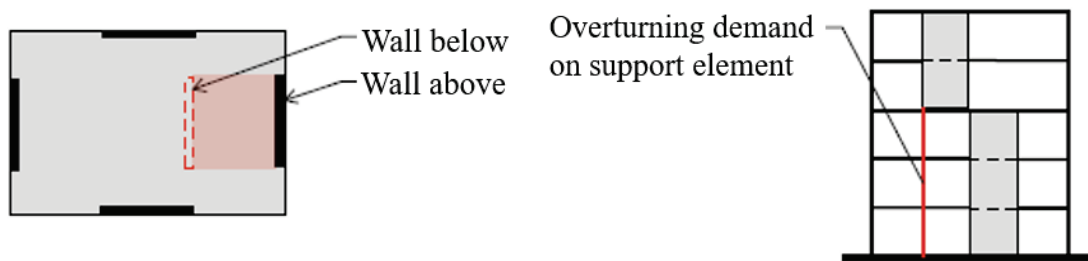 Wall below
Wall above
Overturning demand
on support element